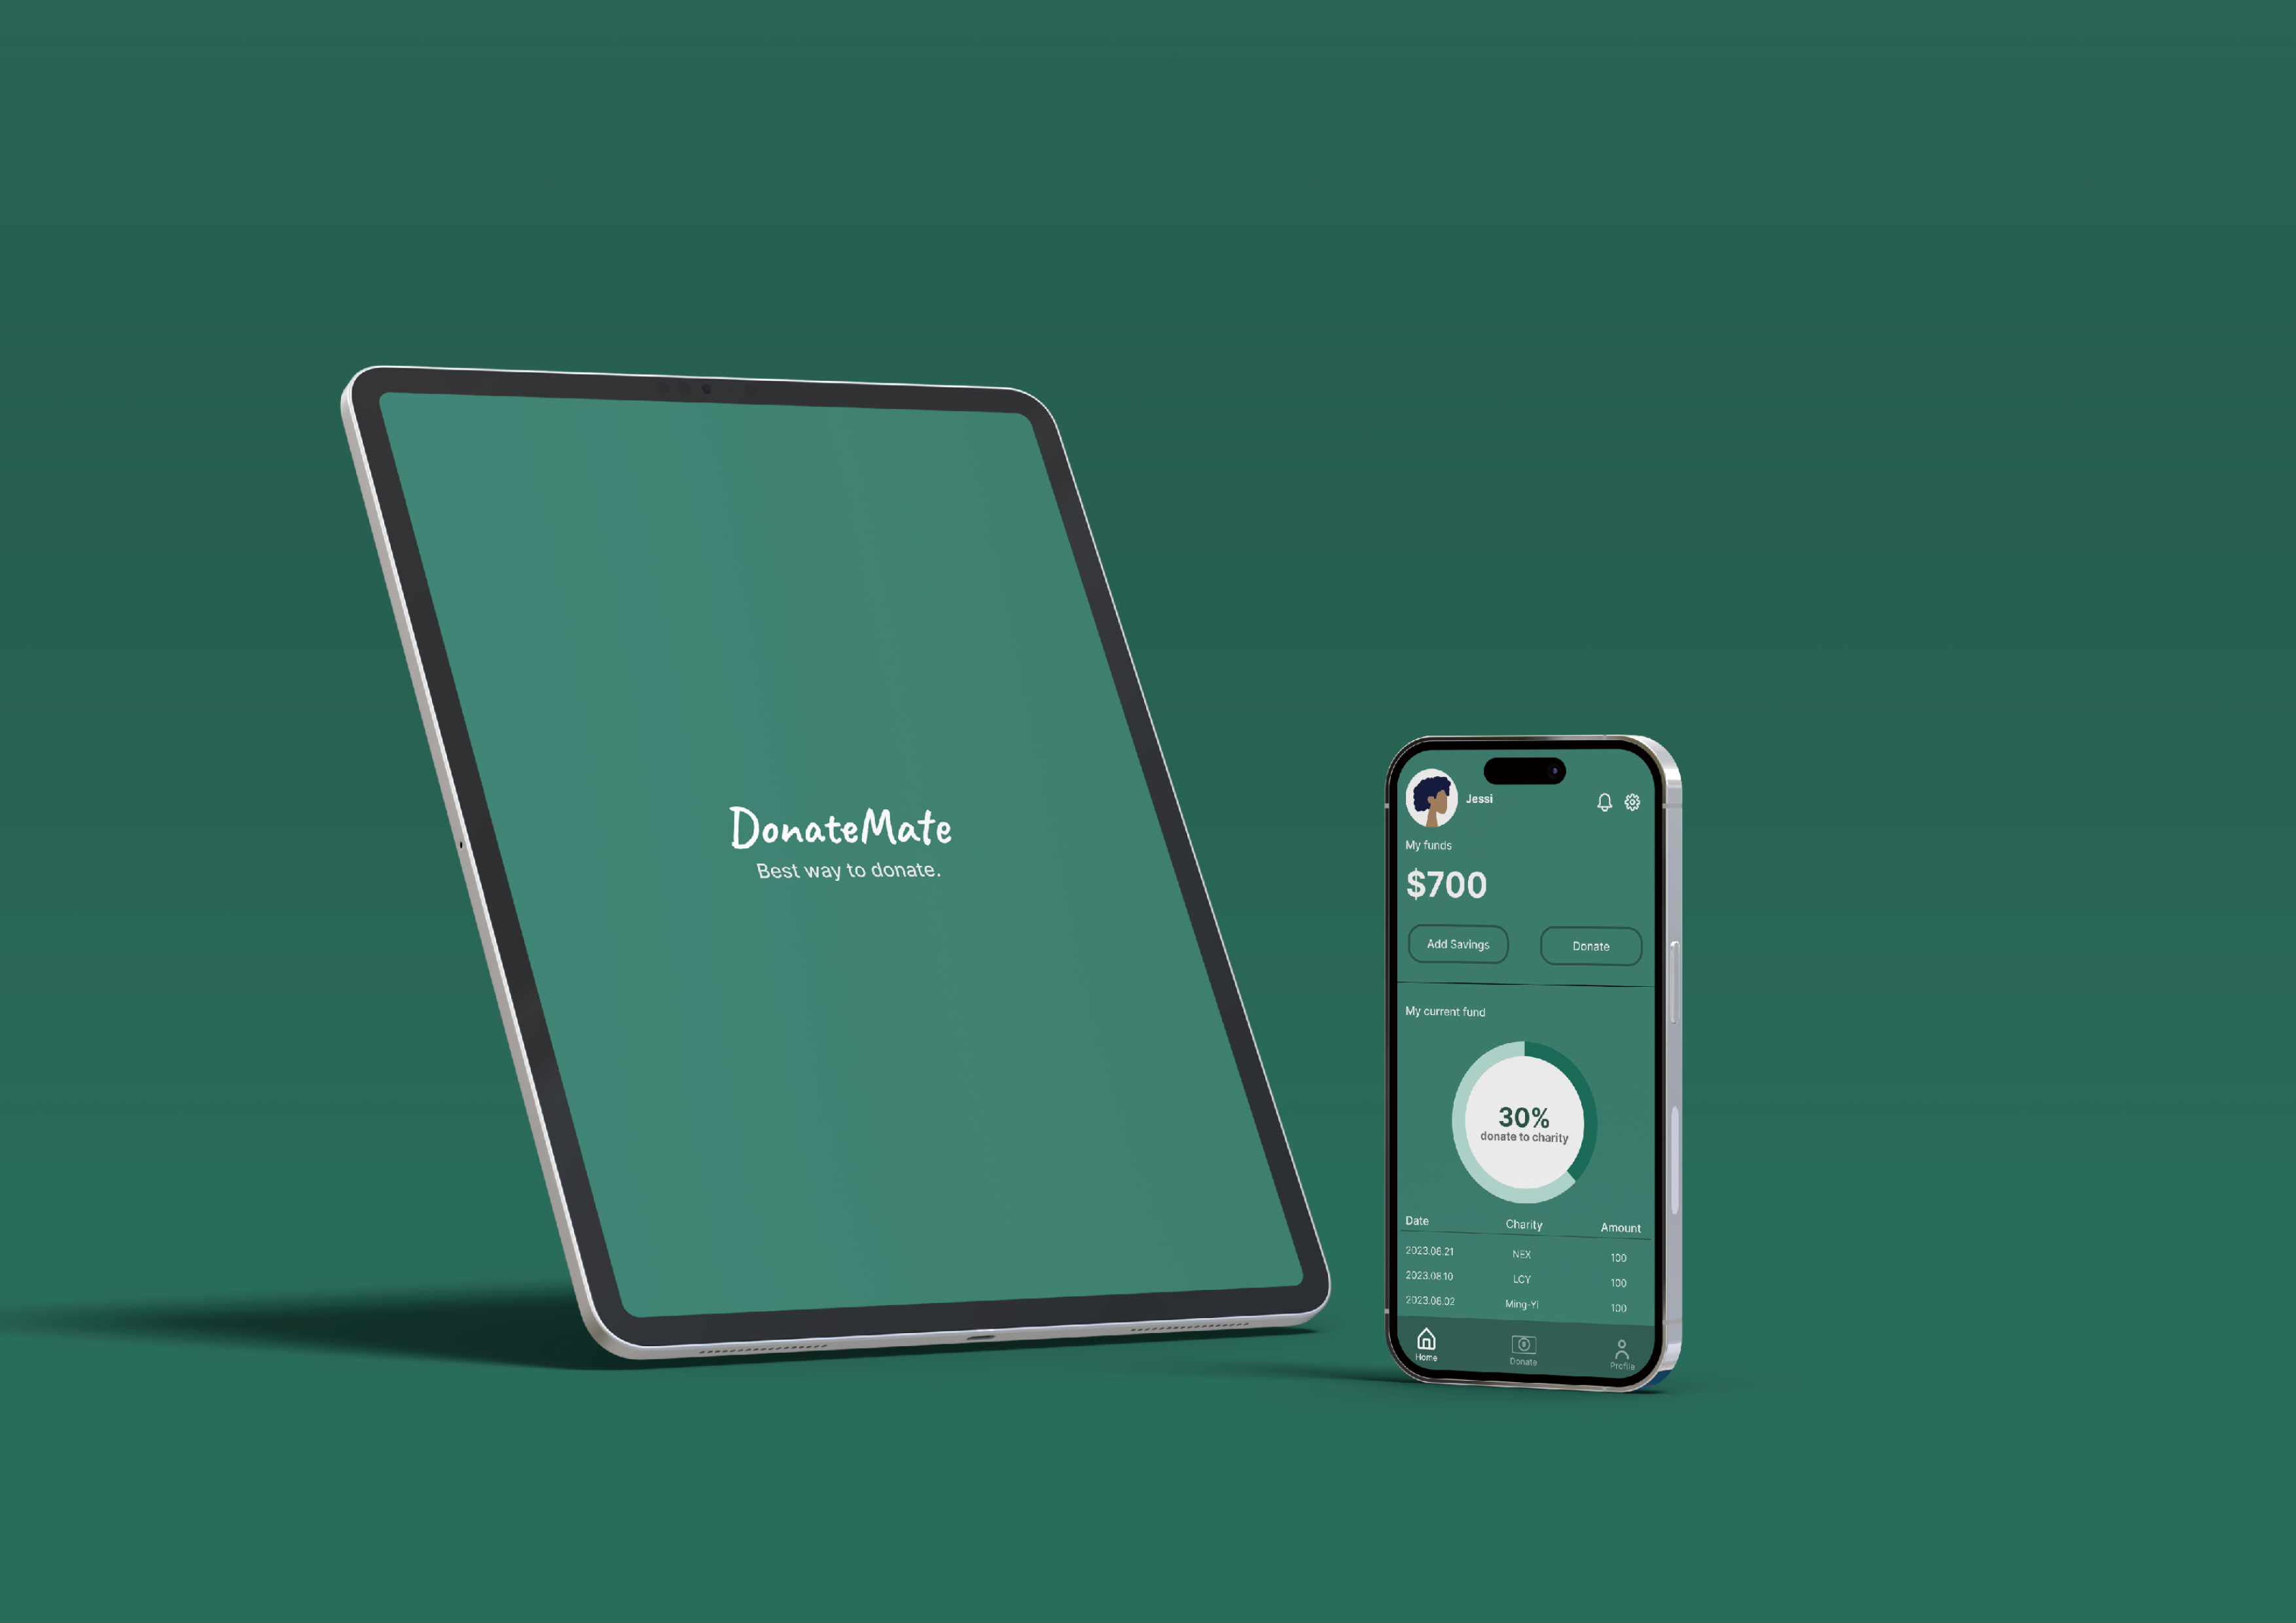 DonateMate
Best way to donate.
Jessi
My funds
$700
Add Savings Donate
My current fund
30%
donate to charity
Date Charity Amount
2023.08.21 NEX 100
2023.08.10 LCY 100
2023.08.02 Ming-Yi 100
Home Donate Profile